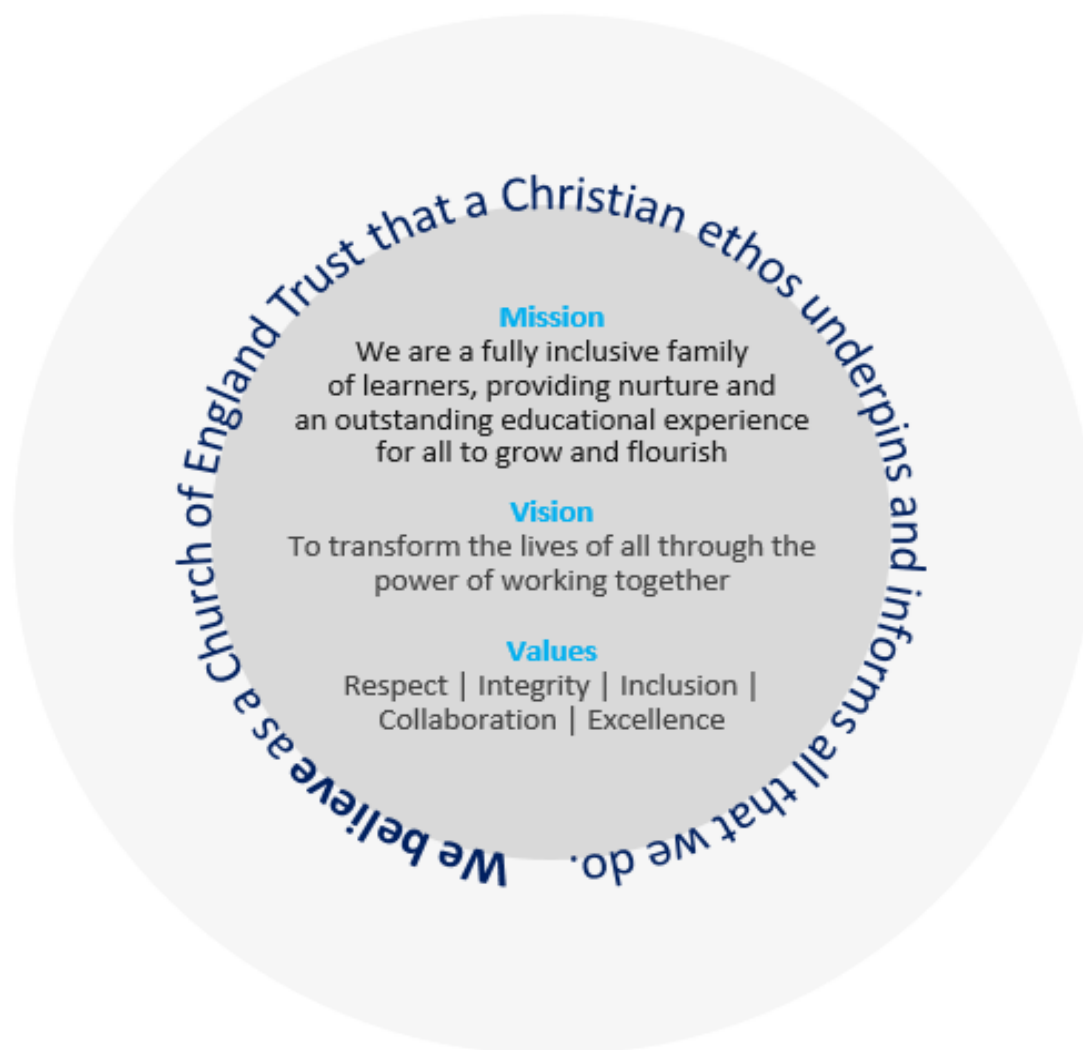 We believe as a Church of England Trust that a Christian ethos underpins and informs all that we do.
Mission
We are a fully inclusive family
of learners, providing nurture and
an outstanding educational experience
for all to grow and flourish
Vision
To transform the lives of all through the
power of working together
Values
Respect | Integrity | Inclusion |
Collaboration | Excellence